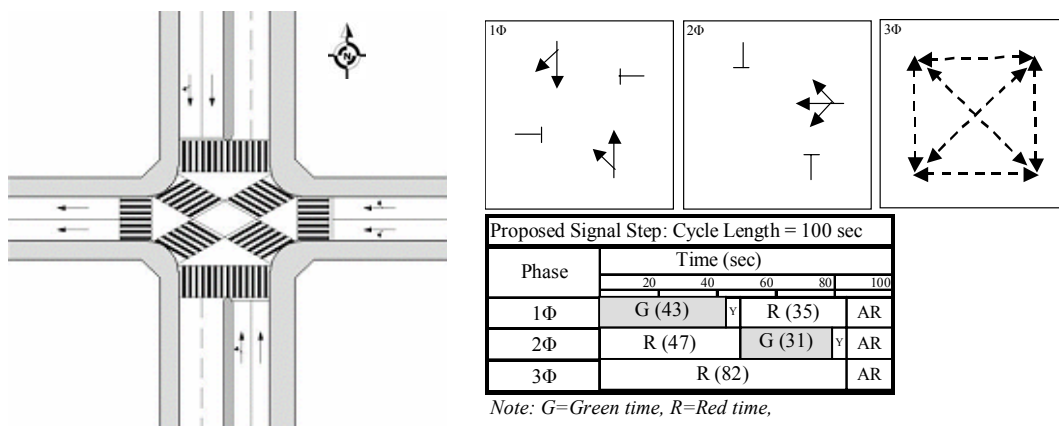 N
1Φ
2Φ
3Φ
Proposed Signal Step: Cycle Length = 100 sec
Phase
Time (sec)
20 40 60 80 100
1Φ G (43) Y R (35) AR
2Φ R (47) G (31) Y AR
3Φ R (82) AR
Note: G=Green time, R=Red time,